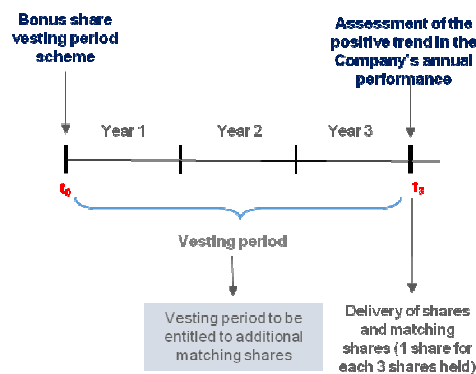 Bonus share
vesting period
scheme
Assessment of the
positive trend in the
Company's annual
performance
Year 1
Year 2
Year 3
t0
t3
Vesting period
Vesting period to be
entitled to additional
matching shares
Delivery of shares
and matching
shares (1 share for
each 3 shares held)